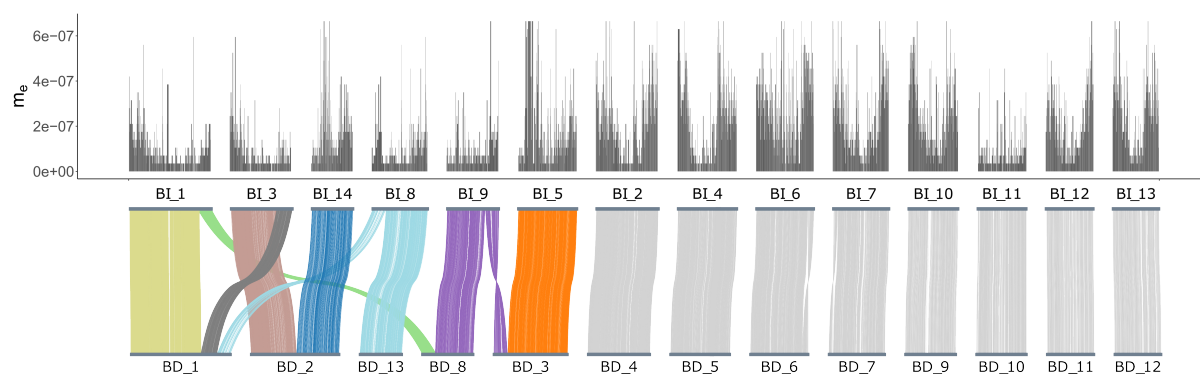 6e−07
4e−07
2e−07
0e+00
me
BI_1 BI_3 BI_14 BI_8 BI_9 BI_5 BI_2 BI_4 BI_6 BI_7 BI_10 BI_11 BI_12 BI_13
BD_1 BD_2 BD_13 BD_8 BD_3 BD_4 BD_5 BD_6 BD_7 BD_9 BD_10 BD_11 BD_12